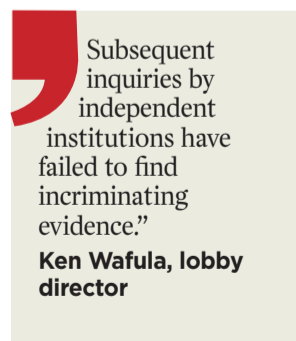 Subsequent
inquiries by
independent
institutions have
failed to find
incriminating
evidence.”
Ken Wafula, lobby
director